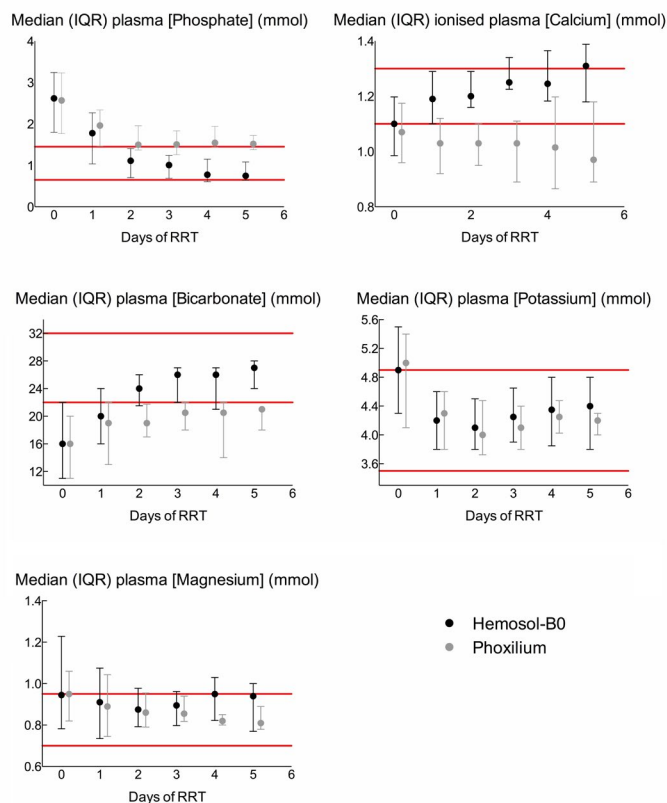 Median (IQR) plasma [Phosphate] (mmol)
4
3
2
1
0
0 1 2 3 4 5 6
Days of RRT
Median (IQR) ionised plasma [Calcium] (mmol)
1.4
1.2
1.0
0.8
0 2 4 6
Days of RRT
Median (IQR) plasma [Bicarbonate] (mmol)
32
28
24
20
16
12
0 1 2 3 4 5 6
Days of RRT
Median (IQR) plasma [Potassium] (mmol)
5.6
5.2
4.8
4.4
4.0
3.6
0 1 2 3 4 5 6
Days of RRT
Median (IQR) plasma [Magnesium] (mmol)
1.4
1.2
1.0
0.8
0.6
0 1 2 3 4 5 6
Days of RRT
Hemosol-B0
Phoxilium